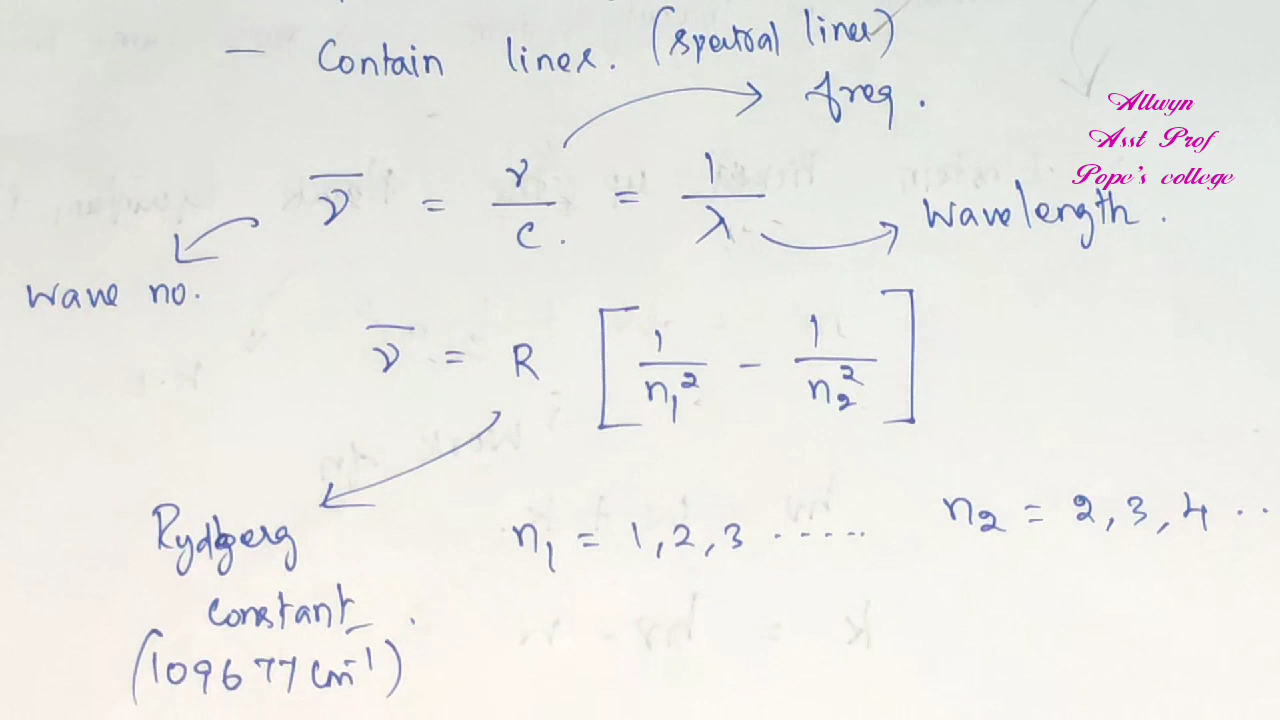 — Contain lines. (spectral lines)
freq.
ν̅ = ν/c. = 1/λ
Wavelength.
wave no.
ν̅ = R [1/n₁² - 1/n₂²]
Rydberg
constant.
(109677 cm⁻¹)
n₁ = 1, 2, 3 ......
n₂ = 2, 3, 4 ..
Allwyn
Asst Prof
Pope's college